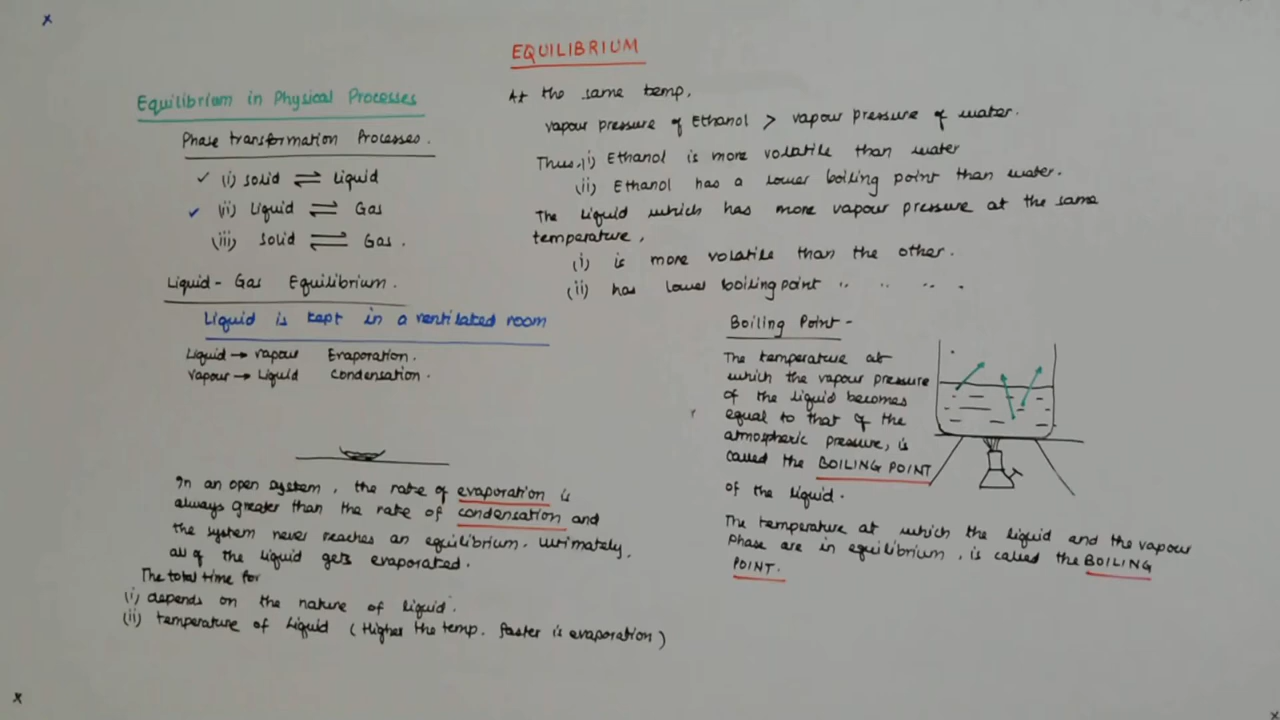 EQUILIBRIUM
Equilibrium in Physical Processes
Phase transformation Processes.
(i) Solid ⇌ Liquid
(ii) Liquid ⇌ Gas
(iii) Solid ⇌ Gas.
Liquid - Gas Equilibrium.
Liquid is kept in a ventilated room
Liquid → vapour Evaporation.
Vapour → Liquid Condensation.
In an open system, the rate of evaporation is
always greater than the rate of condensation and
the system never reaches an equilibrium. Ultimately,
all of the liquid gets evaporated.
The total time for
(i) depends on the nature of liquid.
(ii) temperature of Liquid (Higher the temp. faster is evaporation)
At the same temp,
vapour pressure of Ethanol > vapour pressure of water.
Thus, (i) Ethanol is more volatile than water
(ii) Ethanol has a lower boiling point than water.
The Liquid which has more vapour pressure at the same
temperature,
(i) is more volatile than the other.
(ii) has lower boiling point " " " "
Boiling Point -
The temperature at
which the vapour pressure
of the liquid becomes
equal to that of the
atmospheric pressure, is
called the BOILING POINT
of the liquid.
The temperature at which the liquid and the vapour
Phase are in equilibrium, is called the BOILING
POINT.